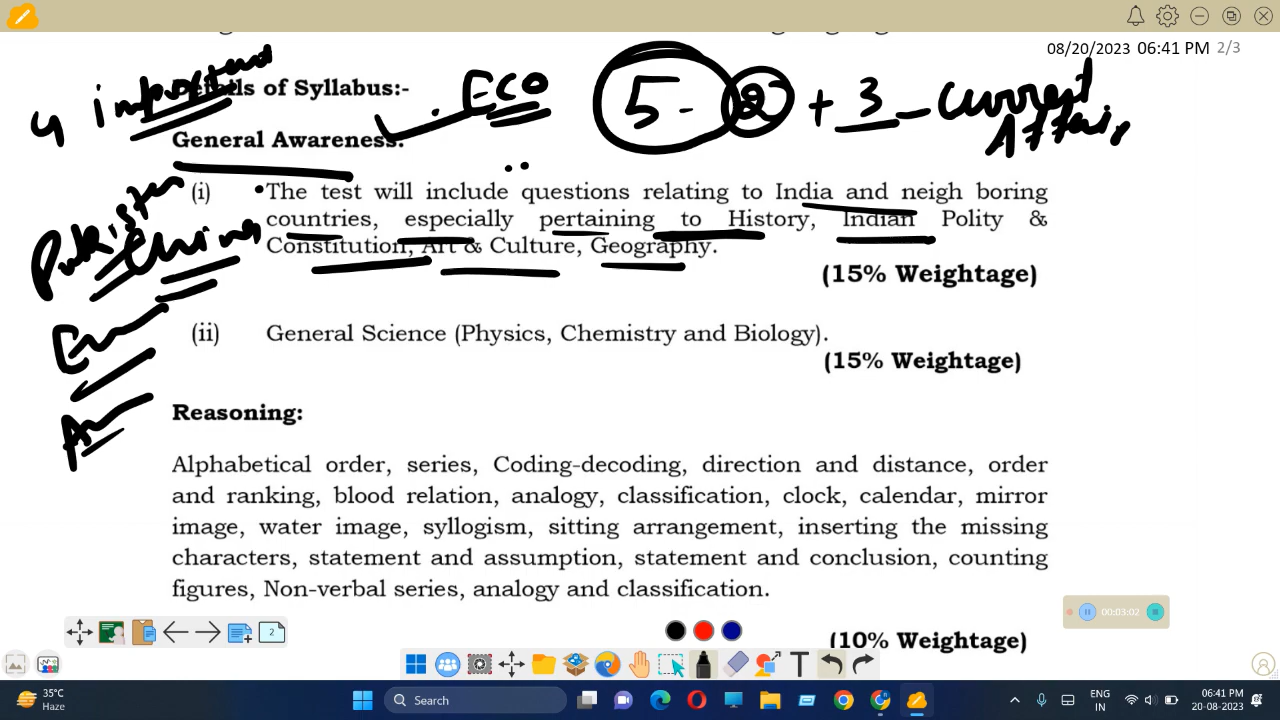 08/20/2023 06:41 PM 2/3
Details of Syllabus:-
4 important
ECO 5 - 2 + 3 - Current Affairs
General Awareness:
(i) The test will include questions relating to India and neigh boring
countries, especially pertaining to History, Indian Polity &
Constitution, Art & Culture, Geography.
(15% Weightage)
Pakistan
China
(ii) General Science (Physics, Chemistry and Biology).
(15% Weightage)
Reasoning:
Alphabetical order, series, Coding-decoding, direction and distance, order
and ranking, blood relation, analogy, classification, clock, calendar, mirror
image, water image, syllogism, sitting arrangement, inserting the missing
characters, statement and assumption, statement and conclusion, counting
figures, Non-verbal series, analogy and classification.
(10% Weightage)
00:03:02
2
T
35°C
Haze
Search
ENG
IN
06:41 PM
20-08-2023